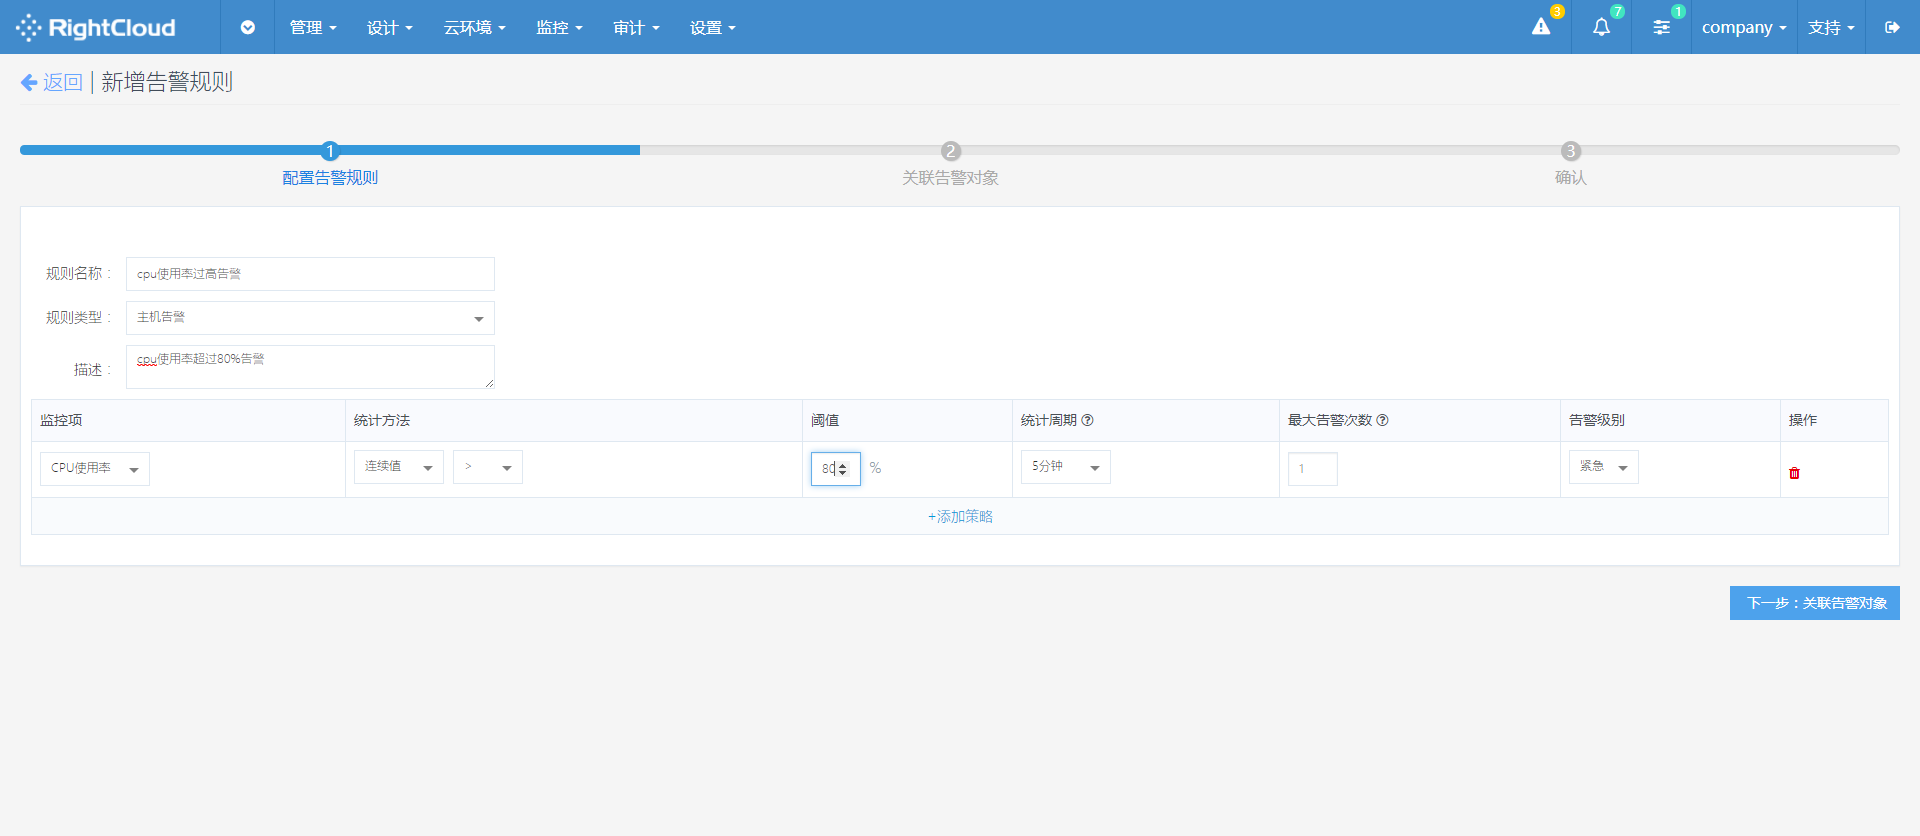 RightCloud 管理 设计 云环境 监控 审计 设置 3 7 1 company 支持
返回 | 新增告警规则
1 2 3
配置告警规则 关联告警对象 确认
规则名称： cpu使用率过高告警
规则类型： 主机告警
描述： cpu使用率超过80%告警
监控项 统计方法 阈值 统计周期 最大告警次数 告警级别 操作
CPU使用率 连续值 > 80 % 5分钟 1 紧急
+添加策略
下一步：关联告警对象